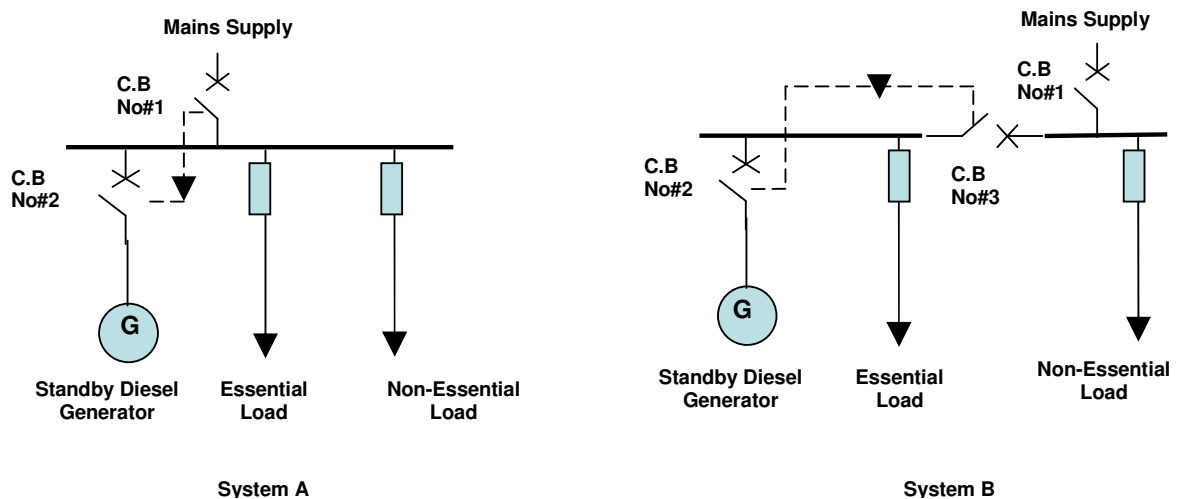 Mains Supply
C.B
No#1
C.B
No#2
G
Standby Diesel
Generator
Essential
Load
Non-Essential
Load
System A
Mains Supply
C.B
No#1
C.B
No#2
C.B
No#3
G
Standby Diesel
Generator
Essential
Load
Non-Essential
Load
System B